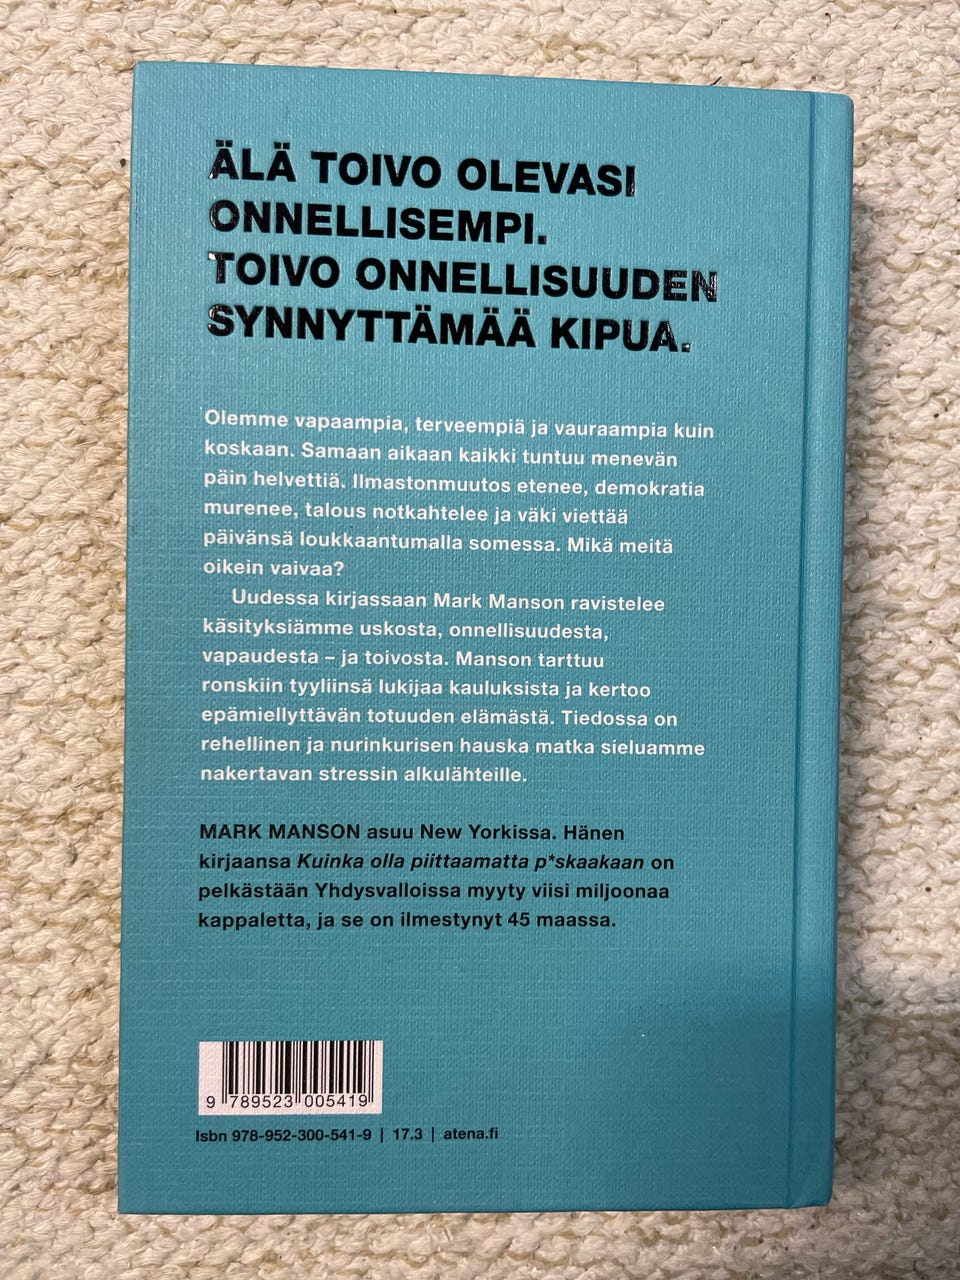 ÄLÄ TOIVO OLEVASI
ONNELLISEMPI.
TOIVO ONNELLISUUDEN
SYNNYTTÄMÄÄ KIPUA.
Olemme vapaampia, terveempiä ja vauraampia kuin
koskaan. Samaan aikaan kaikki tuntuu menevän
päin helvettiä. Ilmastonmuutos etenee, demokratia
murenee, talous notkahtelee ja väki viettää
päivänsä loukkaantumalla somessa. Mikä meitä
oikein vaivaa?
Uudessa kirjassaan Mark Manson ravistelee
käsityksiämme uskosta, onnellisuudesta,
vapaudesta – ja toivosta. Manson tarttuu
ronskiin tyyliinsä lukijaa kauluksista ja kertoo
epämiellyttävän totuuden elämästä. Tiedossa on
rehellinen ja nurinkurisen hauska matka sieluamme
nakertavan stressin alkulähteille.
MARK MANSON asuu New Yorkissa. Hänen
kirjaansa Kuinka olla piittaamatta p*skaakaan on
pelkästään Yhdysvalloissa myyty viisi miljoonaa
kappaletta, ja se on ilmestynyt 45 maassa.
9 789523 005419
Isbn 978-952-300-541-9 | 17.3 | atena.fi